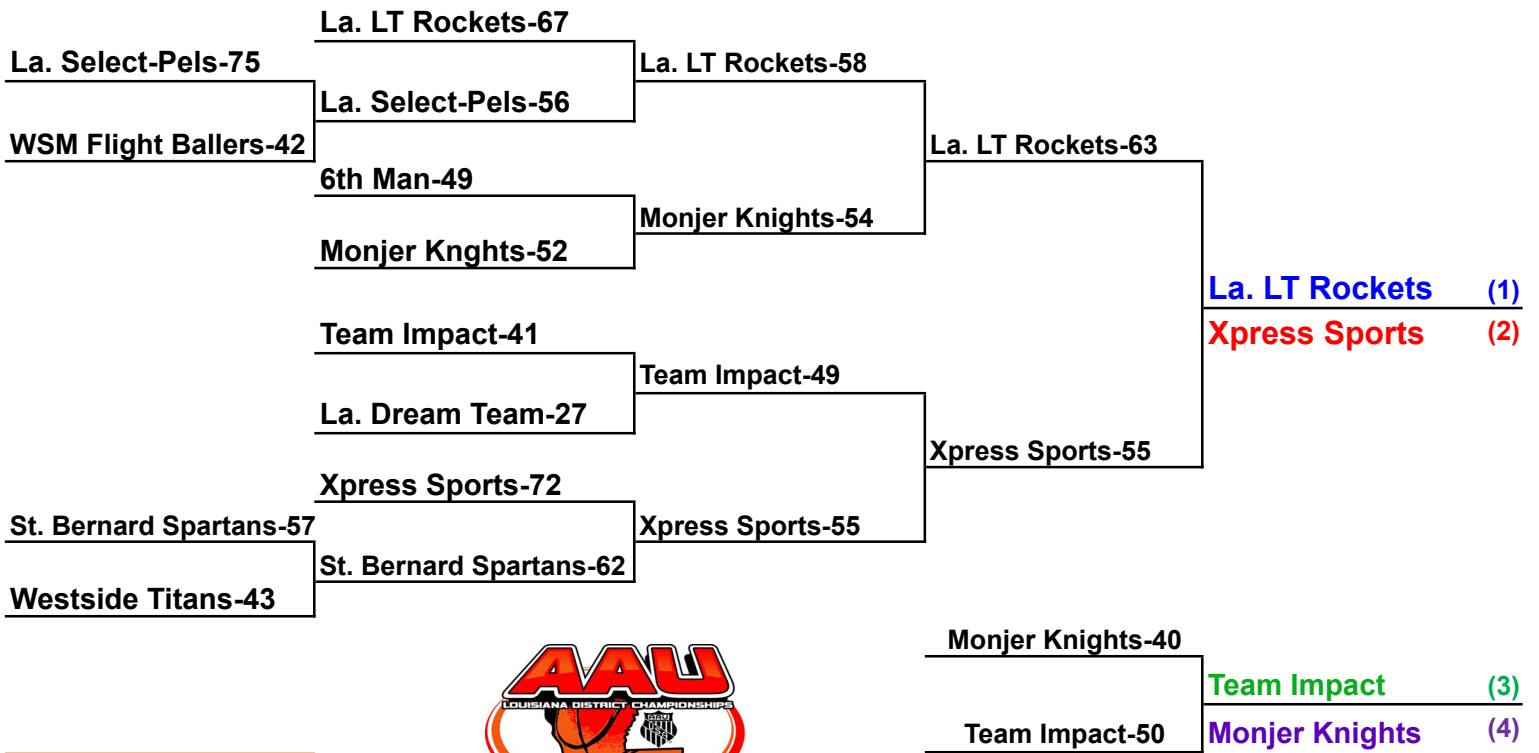 La. LT Rockets-67
La. Select-Pels-75
La. LT Rockets-58
La. Select-Pels-56
WSM Flight Ballers-42
La. LT Rockets-63
6th Man-49
Monjer Knights-54
Monjer Knghts-52
La. LT Rockets (1)
Xpress Sports (2)
Team Impact-41
Team Impact-49
La. Dream Team-27
Xpress Sports-55
Xpress Sports-72
St. Bernard Spartans-57
Xpress Sports-55
St. Bernard Spartans-62
Westside Titans-43
Monjer Knights-40
Team Impact (3)
Team Impact-50
Monjer Knights (4)
AAU
LOUISIANA DISTRICT CHAMPIONSHIPS
AAU